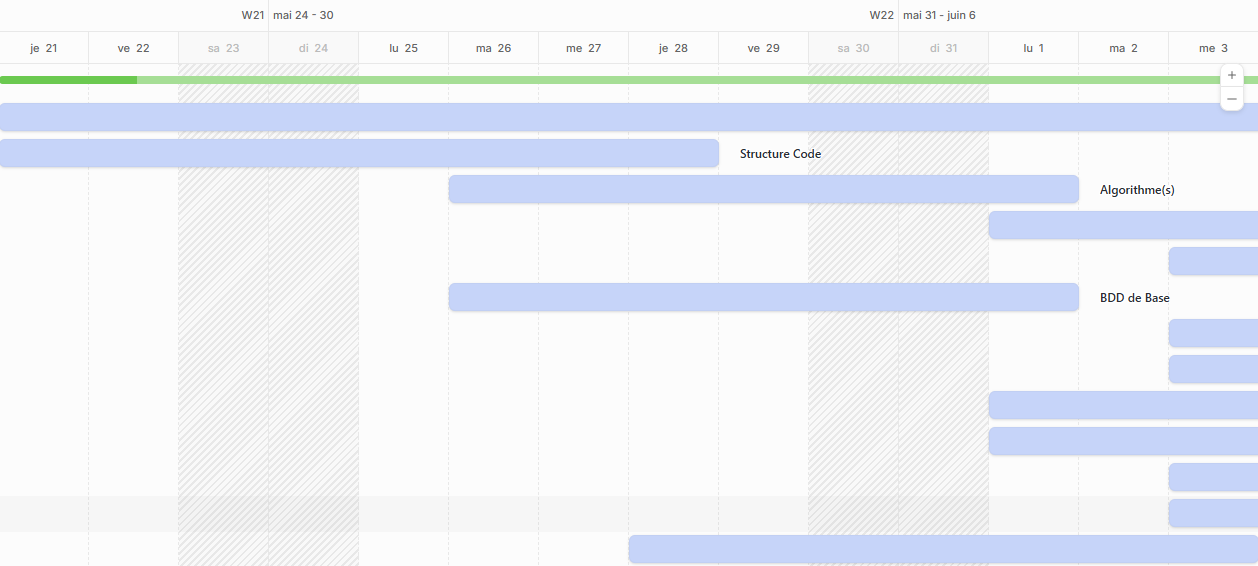 W21 mai 24 - 30 W22 mai 31 - juin 6
je 21 ve 22 sa 23 di 24 lu 25 ma 26 me 27 je 28 ve 29 sa 30 di 31 lu 1 ma 2 me 3
+
−
Structure Code
Algorithme(s)
BDD de Base